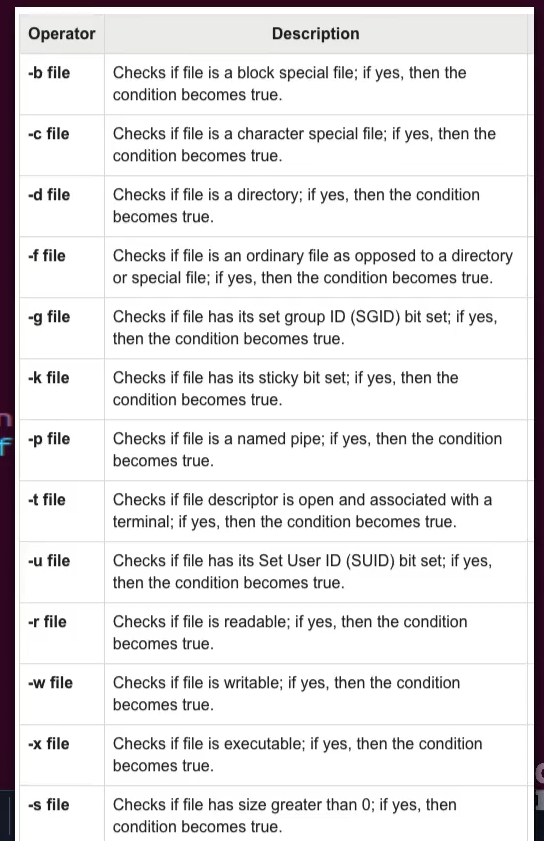 Operator Description
-b file Checks if file is a block special file; if yes, then the
condition becomes true.
-c file Checks if file is a character special file; if yes, then the
condition becomes true.
-d file Checks if file is a directory; if yes, then the condition
becomes true.
-f file Checks if file is an ordinary file as opposed to a directory
or special file; if yes, then the condition becomes true.
-g file Checks if file has its set group ID (SGID) bit set; if yes,
then the condition becomes true.
-k file Checks if file has its sticky bit set; if yes, then the
condition becomes true.
-p file Checks if file is a named pipe; if yes, then the condition
becomes true.
-t file Checks if file descriptor is open and associated with a
terminal; if yes, then the condition becomes true.
-u file Checks if file has its Set User ID (SUID) bit set; if yes,
then the condition becomes true.
-r file Checks if file is readable; if yes, then the condition
becomes true.
-w file Checks if file is writable; if yes, then the condition
becomes true.
-x file Checks if file is executable; if yes, then the condition
becomes true.
-s file Checks if file has size greater than 0; if yes, then
condition becomes true.